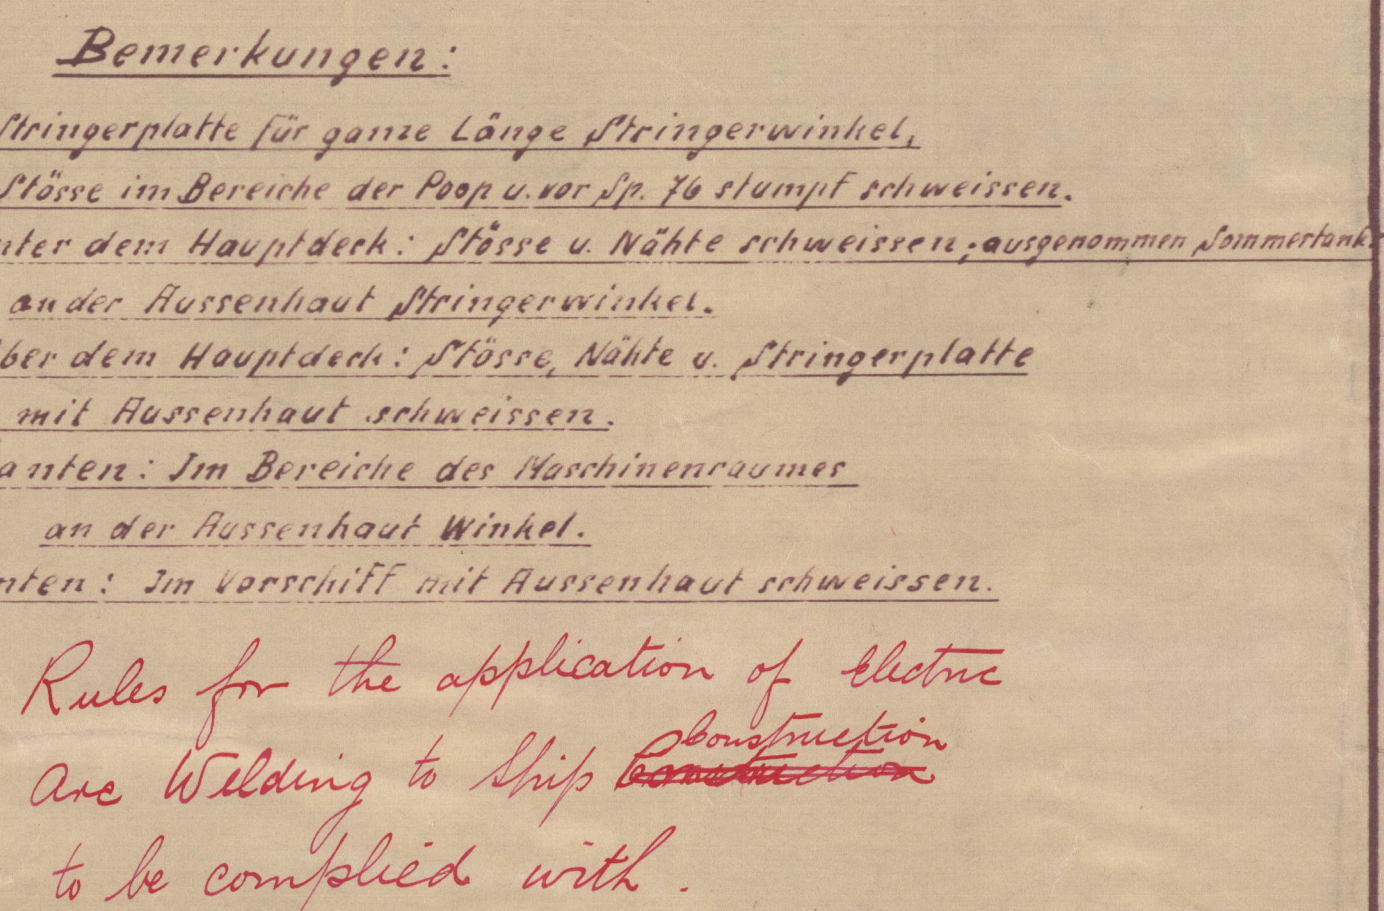 Bemerkungen:
Stringerplatte für ganze Länge Stringerwinkel,
Stösse im Bereiche der Poop u. vor Sp. 76 stumpf schweissen.
nter dem Hauptdeck: Stösse u. Nähte schweissen; ausgenommen Sommertank.
an der Aussenhaut Stringerwinkel.
ber dem Hauptdeck: Stösse, Nähte u. Stringerplatte
mit Aussenhaut schweissen.
anten: Im Bereiche des Maschinenraumes
an der Aussenhaut Winkel.
nten: Im Vorschiff mit Aussenhaut schweissen.
Rules for the application of Electric
Construction
Arc Welding to Ship Construction
to be complied with.